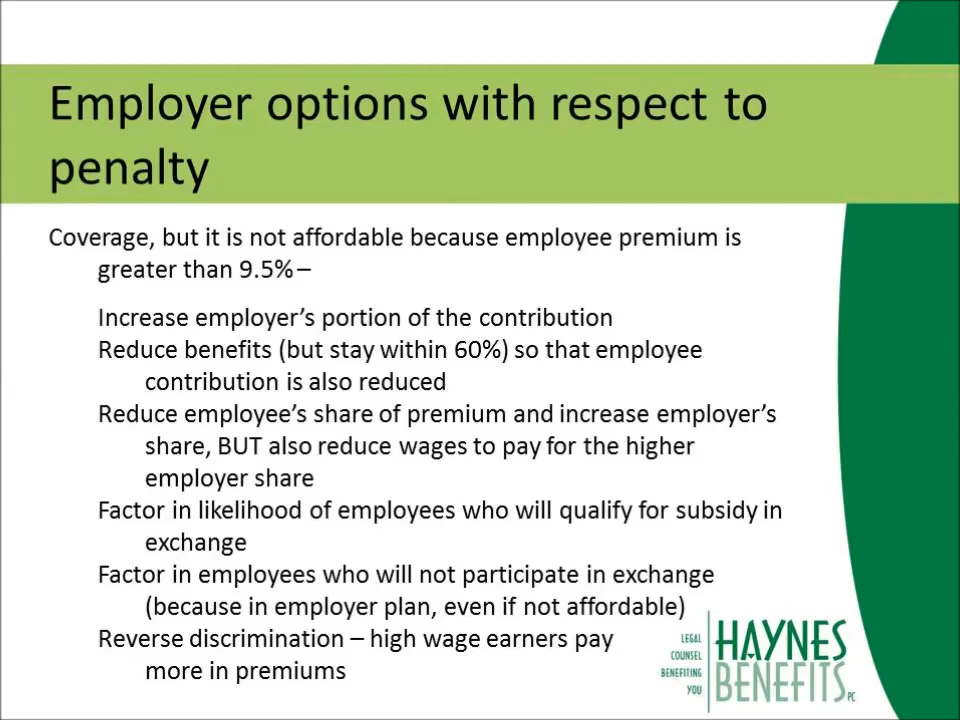 Employer options with respect to
penalty
Coverage, but it is not affordable because employee premium is
greater than 9.5% –
Increase employer’s portion of the contribution
Reduce benefits (but stay within 60%) so that employee
contribution is also reduced
Reduce employee’s share of premium and increase employer’s
share, BUT also reduce wages to pay for the higher
employer share
Factor in likelihood of employees who will qualify for subsidy in
exchange
Factor in employees who will not participate in exchange
(because in employer plan, even if not affordable)
Reverse discrimination – high wage earners pay
more in premiums
LEGAL
COUNSEL
BENEFITING
YOU
HAYNES
BENEFITS PC